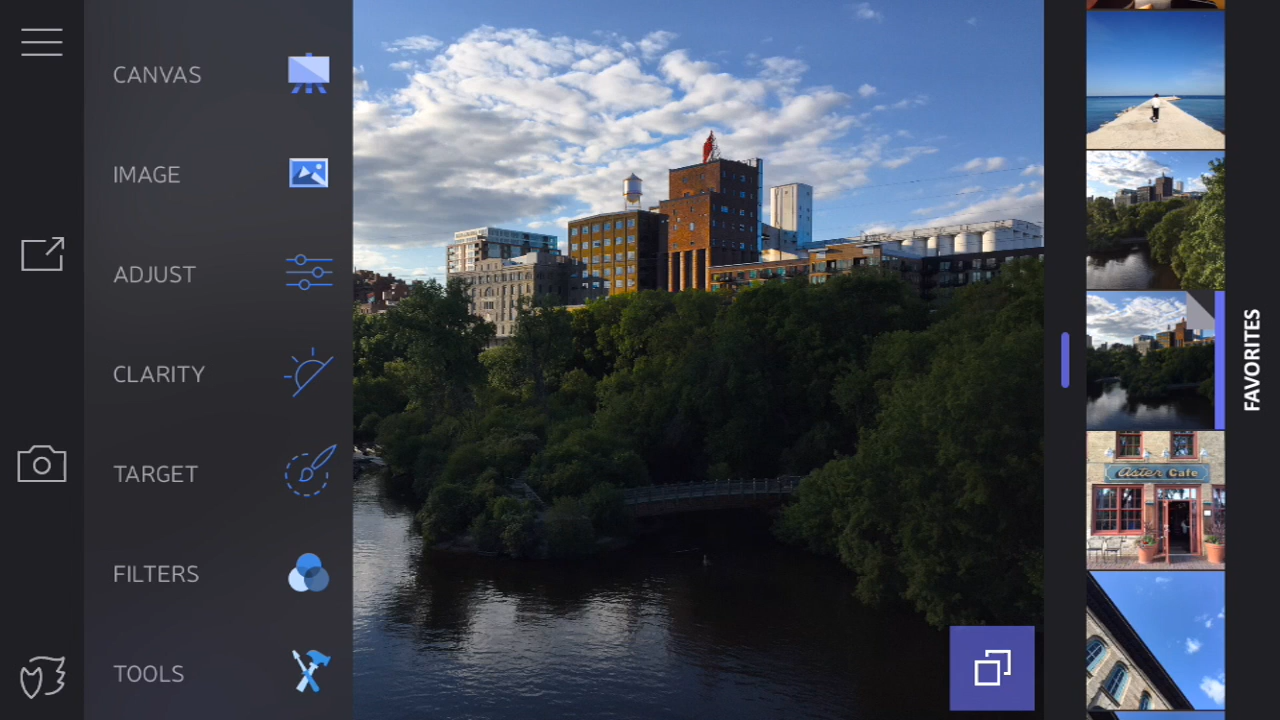 CANVAS
IMAGE
ADJUST
CLARITY
TARGET
FILTERS
TOOLS
Aster Cafe
FAVORITES